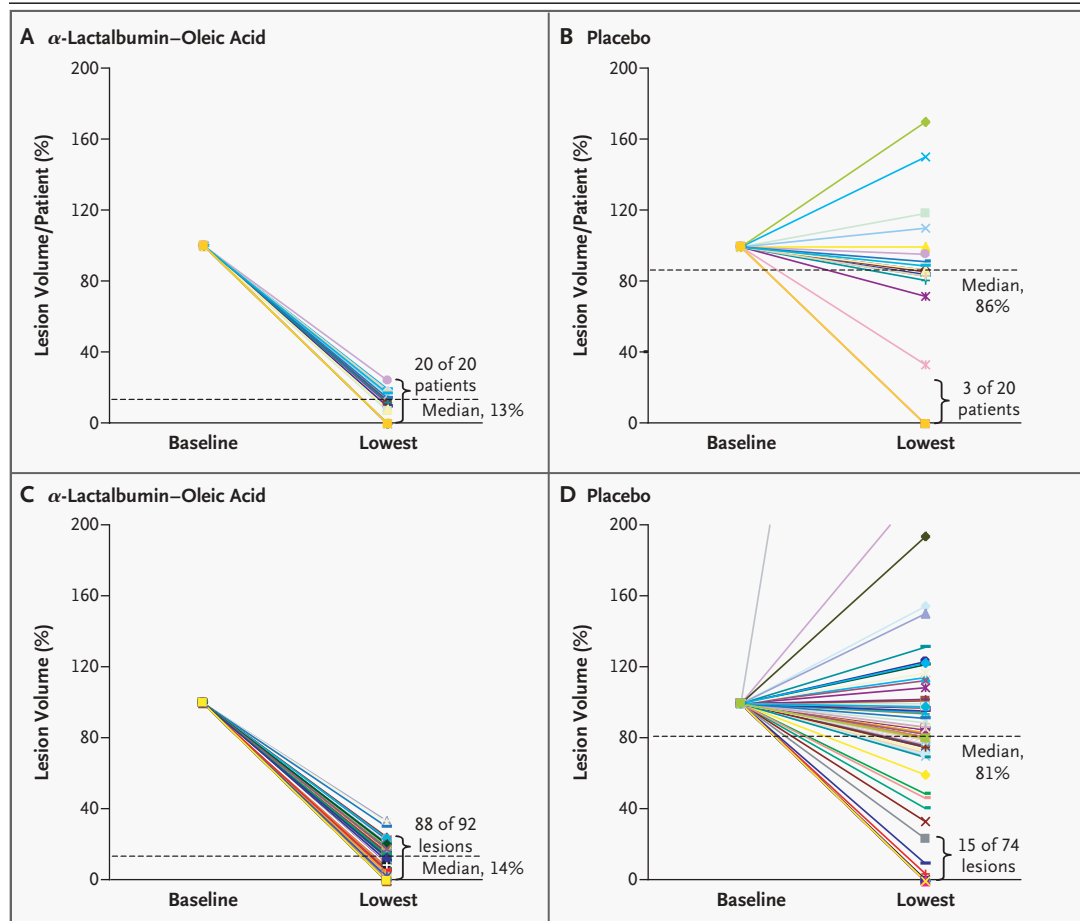 A α-Lactalbumin–Oleic Acid
200
160
120
80
40
0
Lesion Volume/Patient (%)
20 of 20
patients
Median, 13%
Baseline
Lowest
B Placebo
200
160
120
80
40
0
Lesion Volume/Patient (%)
Median,
86%
3 of 20
patients
Baseline
Lowest
C α-Lactalbumin–Oleic Acid
200
160
120
80
40
0
Lesion Volume (%)
88 of 92
lesions
Median, 14%
Baseline
Lowest
D Placebo
200
160
120
80
40
0
Lesion Volume (%)
Median,
81%
15 of 74
lesions
Baseline
Lowest